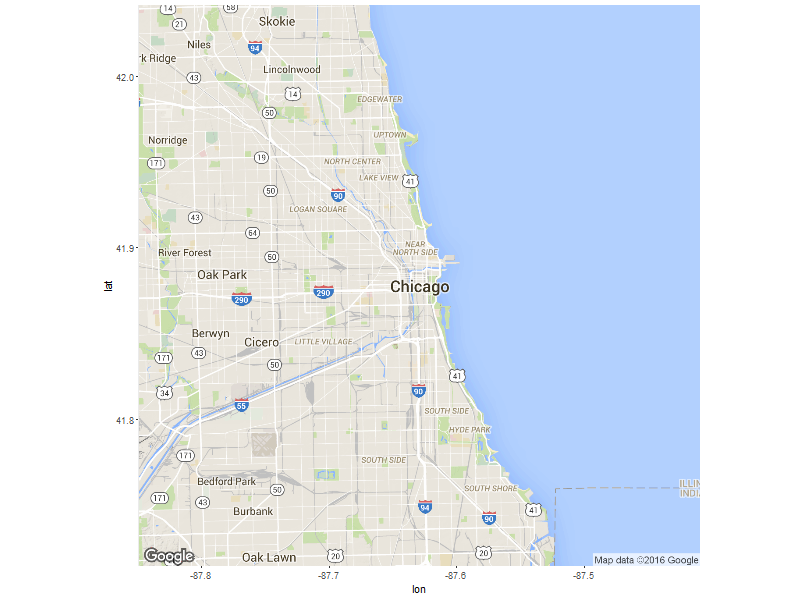 14
58
21
Skokie
Niles
94
rk Ridge
Lincolnwood
42.0
43
14
EDGEWATER
50
UPTOWN
Norridge
19
171
NORTH CENTER
LAKE VIEW
41
50
90
LOGAN SQUARE
43
64
NEAR
NORTH SIDE
41.9
River Forest
50
Oak Park
Chicago
lat
290
290
Berwyn
Cicero
LITTLE VILLAGE
43
171
50
41
34
90
55
SOUTH SIDE
41.8
HYDE PARK
171
SOUTH SIDE
Bedford Park
50
SOUTH SHORE
ILLIN
INDIA
171
43
94
41
Burbank
90
Google
Oak Lawn
20
20
Map data ©2016 Google
-87.8
-87.7
-87.6
-87.5
lon